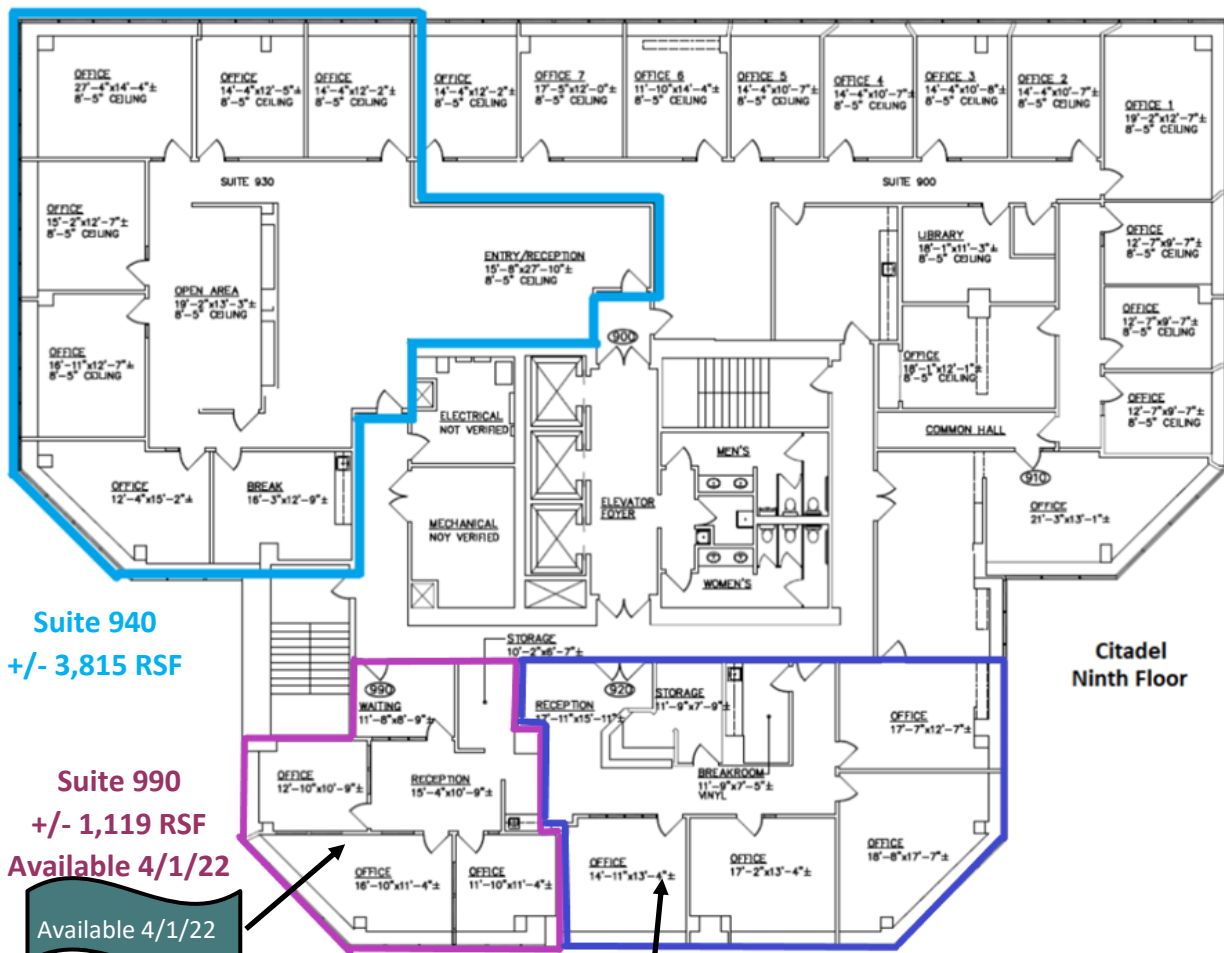 OFFICE
27'-4"x14'-4"±
8'-5" CEILING
OFFICE
14'-4"x12'-5"±
8'-5" CEILING
OFFICE
14'-4"x12'-2"±
8'-5" CEILING
OFFICE
14'-4"x12'-2"±
8'-5" CEILING
OFFICE 7
17'-5"x12'-0"±
8'-5" CEILING
OFFICE 6
11'-10"x14'-4"±
8'-5" CEILING
OFFICE 5
14'-4"x10'-7"±
8'-5" CEILING
OFFICE 4
14'-4"x10'-7"±
8'-5" CEILING
OFFICE 3
14'-4"x10'-8"±
8'-5" CEILING
OFFICE 2
14'-4"x10'-7"±
8'-5" CEILING
OFFICE 1
19'-2"x12'-7"±
8'-5" CEILING
SUITE 930
SUITE 900
OFFICE
15'-2"x12'-7"±
8'-5" CEILING
ENTRY/RECEPTION
15'-8"x27'-10"±
8'-5" CEILING
LIBRARY
18'-1"x11'-3"±
8'-5" CEILING
OFFICE
12'-7"x9'-7"±
8'-5" CEILING
OPEN AREA
19'-2"x13'-3"±
8'-5" CEILING
OFFICE
12'-7"x9'-7"±
8'-5" CEILING
900
OFFICE
16'-11"x12'-7"±
8'-5" CEILING
OFFICE
18'-1"x12'-1"±
8'-5" CEILING
OFFICE
12'-7"x9'-7"±
8'-5" CEILING
ELECTRICAL
NOT VERIFIED
COMMON HALL
MEN'S
910
OFFICE
12'-4"x15'-2"±
BREAK
16'-3"x12'-9"±
MECHANICAL
NOY VERIFIED
ELEVATOR
FOYER
OFFICE
21'-3"x13'-1"±
WOMEN'S
Suite 940
+/- 3,815 RSF
STORAGE
10'-2"x6'-7"±
Citadel
Ninth Floor
990
WAITING
11'-8"x8'-9"±
920
RECEPTION
17'-11"x15'-11"±
STORAGE
11'-9"x7'-9"±
OFFICE
17'-7"x12'-7"±
Suite 990
+/- 1,119 RSF
Available 4/1/22
OFFICE
12'-10"x10'-9"±
RECEPTION
15'-4"x10'-9"±
BREAKROOM
11'-9"x7'-5"±
VINYL
OFFICE
16'-10"x11'-4"±
OFFICE
11'-10"x11'-4"±
OFFICE
14'-11"x13'-4"±
OFFICE
17'-2"x13'-4"±
OFFICE
18'-8"x17'-7"±
Available 4/1/22